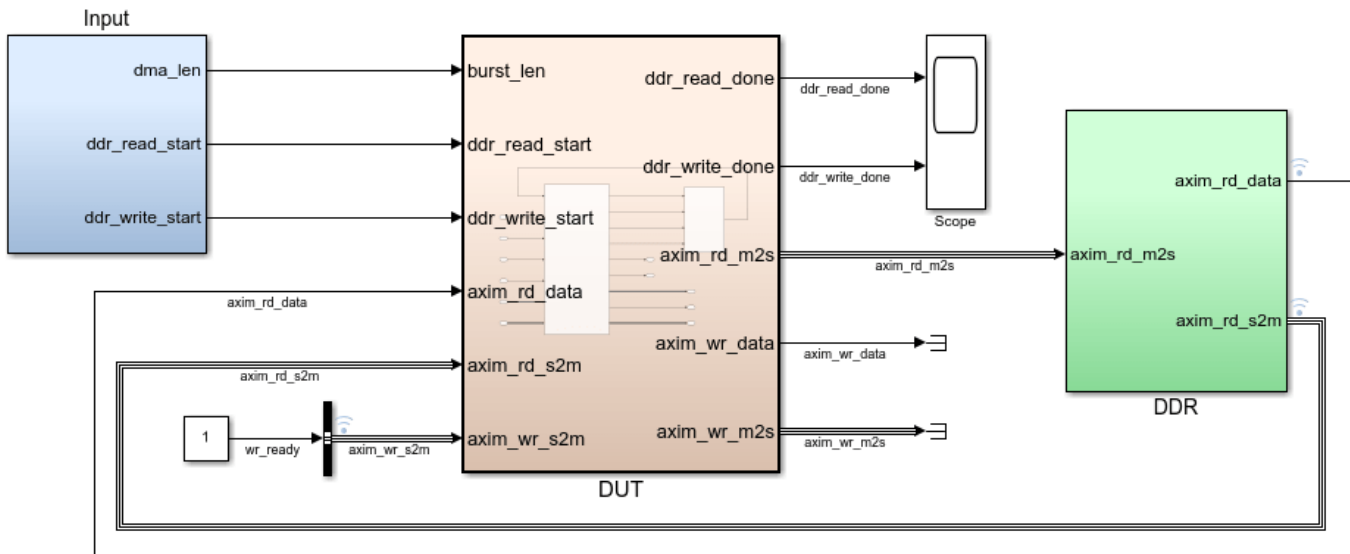 Input
dma_len
ddr_read_start
ddr_write_start
burst_len
ddr_read_start
ddr_write_start
axim_rd_data
axim_rd_s2m
axim_wr_s2m
ddr_read_done
ddr_write_done
axim_rd_m2s
axim_wr_data
axim_wr_m2s
DUT
axim_rd_data
axim_rd_s2m
1
wr_ready
axim_wr_s2m
ddr_read_done
ddr_write_done
Scope
axim_rd_m2s
axim_wr_data
axim_wr_m2s
axim_rd_m2s
axim_rd_data
axim_rd_s2m
DDR